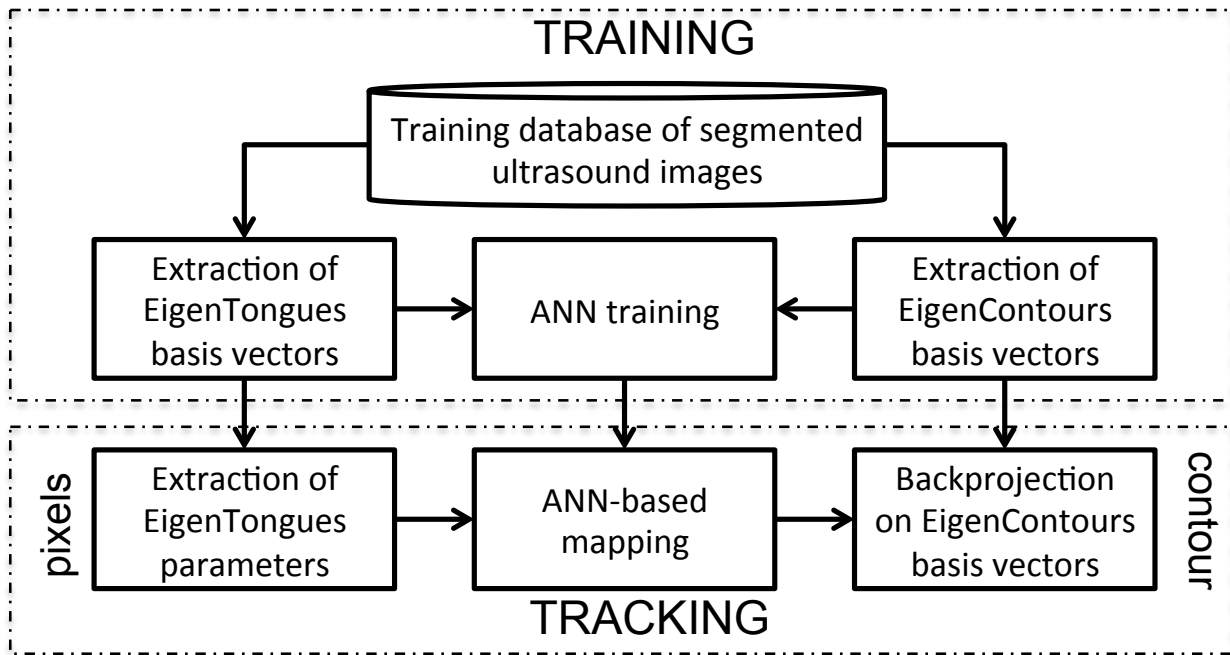 TRAINING
Training database of segmented
ultrasound images
Extraction of
EigenTongues
basis vectors
ANN training
Extraction of
EigenContours
basis vectors
pixels
Extraction of
EigenTongues
parameters
ANN-based
mapping
Backprojection
on EigenContours
basis vectors
contour
TRACKING